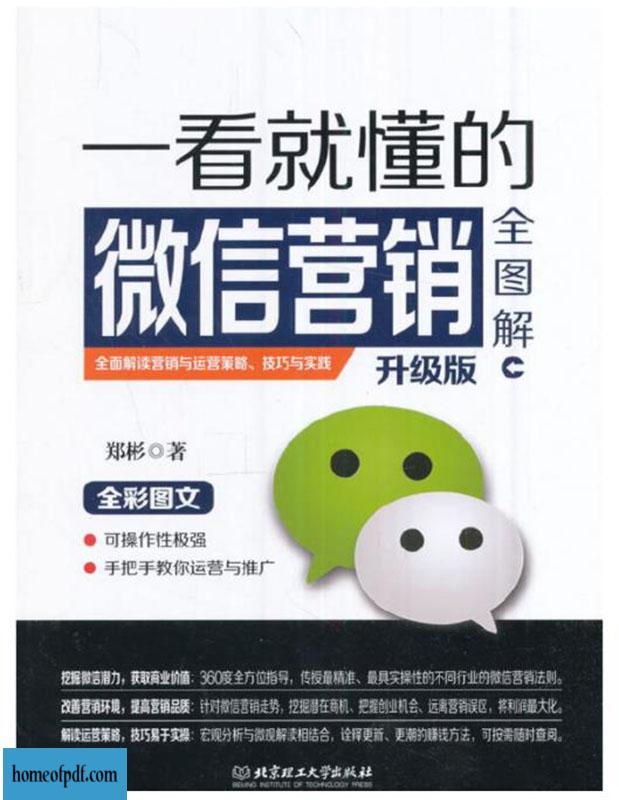 一看就懂的
微信营销
全图解
全面解读营销与运营策略、技巧与实践
升级版
郑彬◎著
全彩图文
可操作性极强
手把手教你运营与推广
挖掘微信潜力，获取商业价值：360度全方位指导，传授最精准、最具实操性的不同行业的微信营销法则。
改善营销环境，提高营销品质：针对微信营销走势，挖掘潜在商机、把握创业机会、远离营销误区，将利润最大化。
解读运营策略，技巧易于实操：宏观分析与微观解读相结合，诠释更新、更潮的赚钱方法，可按需随时查阅。
北京理工大学出版社
BEIJING INSTITUTE OF TECHNOLOGY PRESS
homeofpdf.com